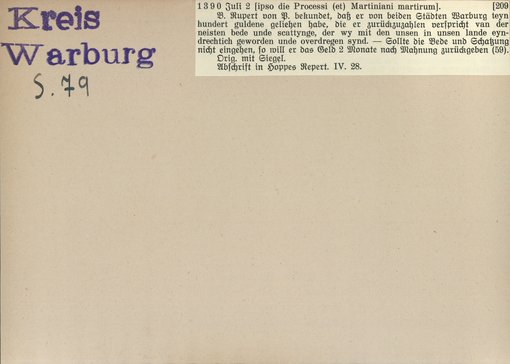 Kreis
Warburg
S. 79
1390 Juli 2 [ipso die Processi (et) Martiniani martirum]. [209
B. Rupert von P. bekundet, daß er von beiden Städten Warburg teyn
hundert guldene geliehen habe, die er zurückzuzahlen verspricht van der
neisten bede unde scattynge, der wy mit den unsen in unsen lande eyn-
drechtich geworden unde overdregen synd. — Sollte die Bede und Schatzung
nicht eingehen, so will er das Geld 2 Monate nach Mahnung zurückgeben (59).
Orig. mit Siegel.
Abschrift in Hoppes Repert. IV. 28.